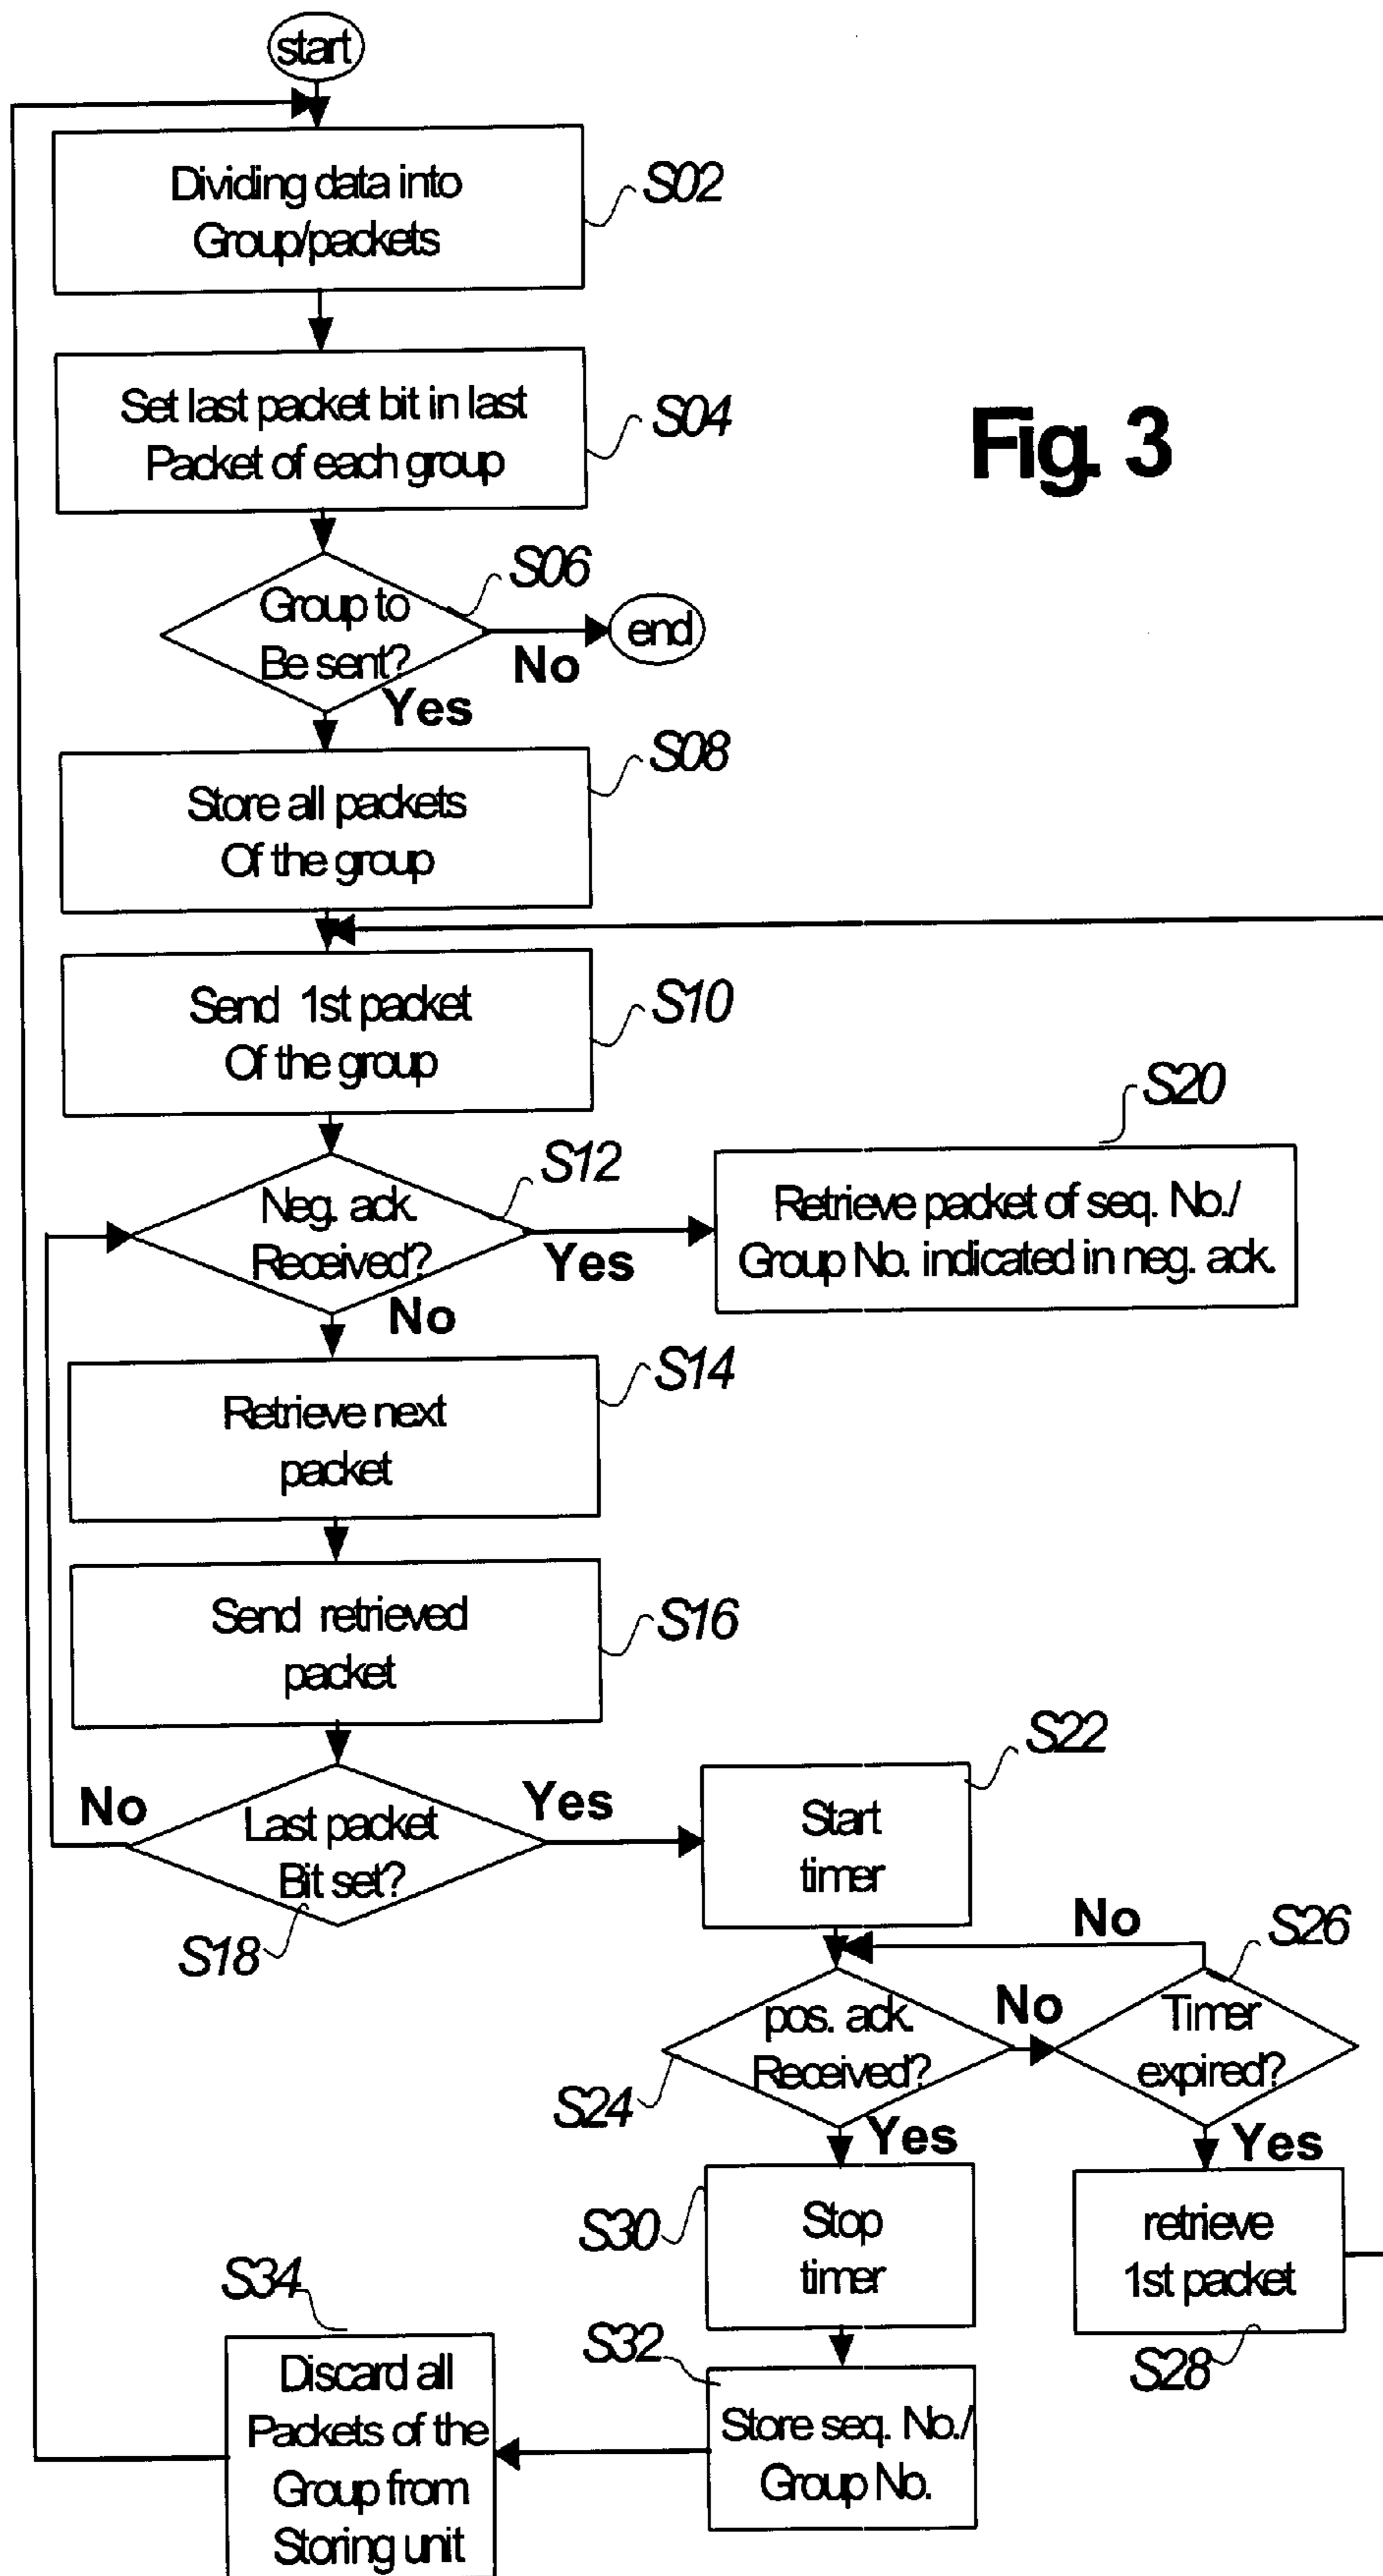 start
Dividing data into
Group/packets
S02
Set last packet bit in last
Packet of each group
S04
Fig. 3
S06
Group to
Be sent?
end
No
Yes
S08
Store all packets
Of the group
Send 1st packet
Of the group
S10
S20
S12
Neg. ack.
Received?
Yes
No
Retrieve packet of seq. No./
Group No. indicated in neg. ack.
S14
Retrieve next
packet
Send retrieved
packet
S16
S22
No
Last packet
Bit set?
Yes
S18
Start
timer
No
S26
pos. ack.
Received?
No
Timer
expired?
S24
Yes
Yes
S30
Stop
timer
retrieve
1st packet
S28
S34
S32
Discard all
Packets of the
Group from
Storing unit
Store seq. No./
Group No.